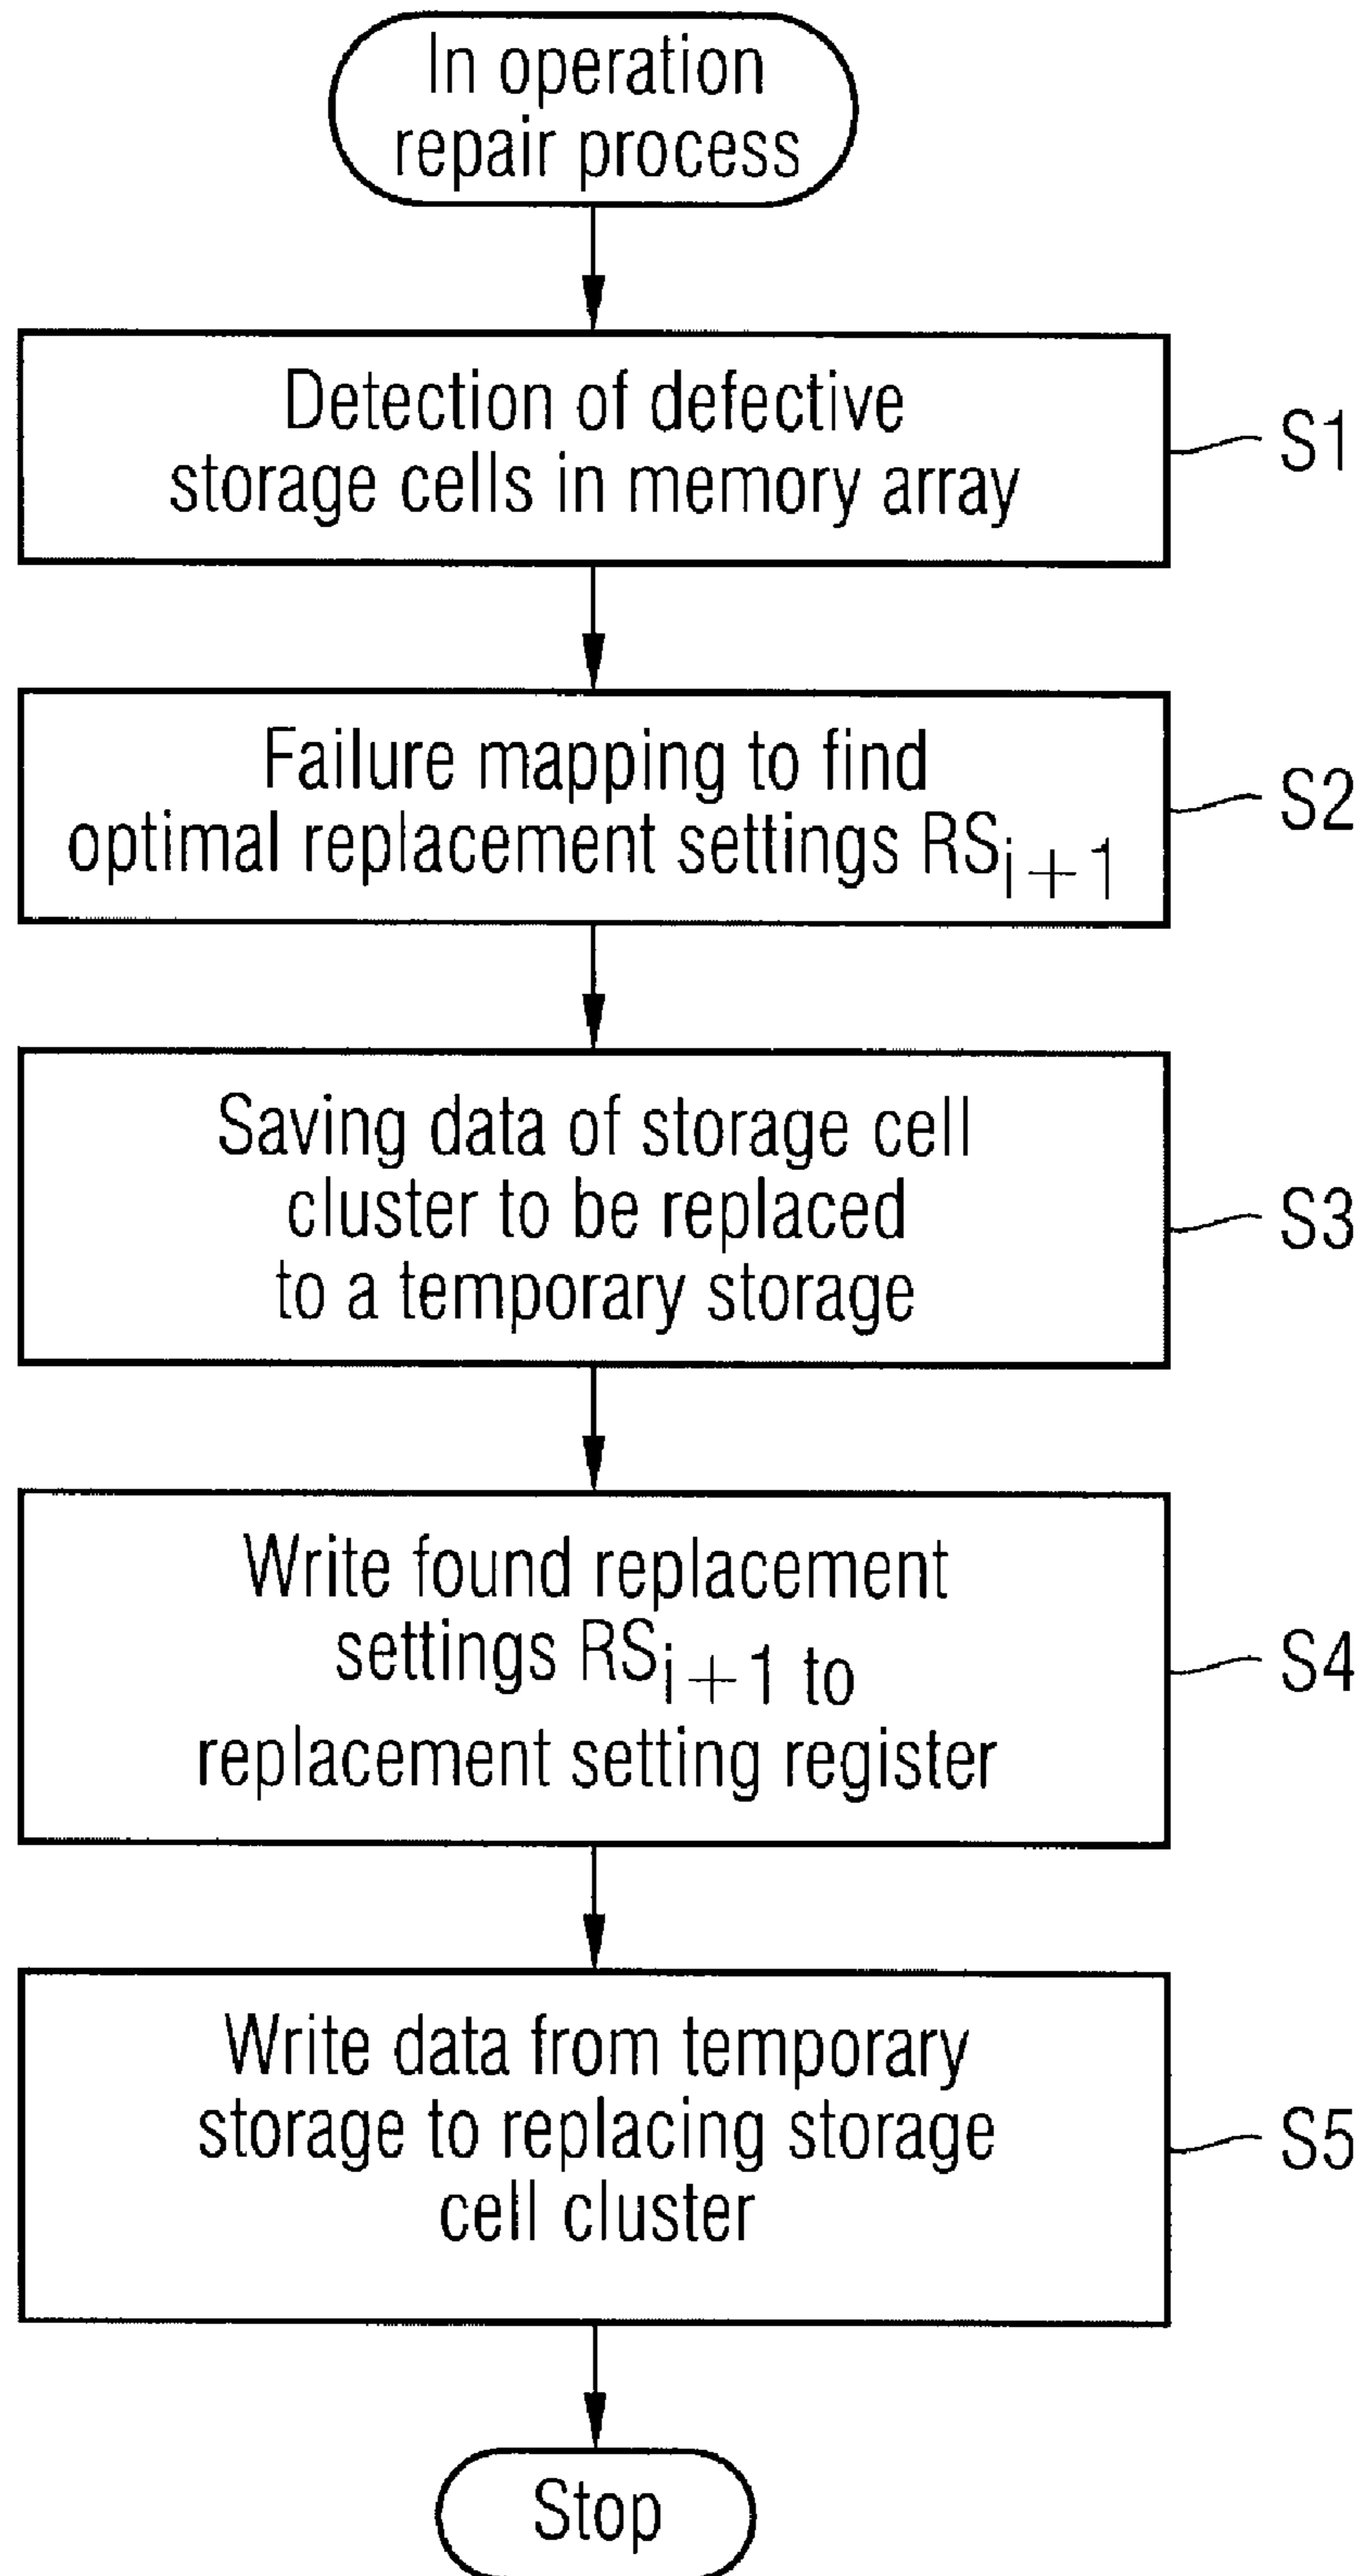 In operation
repair process
Detection of defective
storage cells in memory array
S1
Failure mapping to find
optimal replacement settings RSi+1
S2
Saving data of storage cell
cluster to be replaced
to a temporary storage
S3
Write found replacement
settings RSi+1 to
replacement setting register
S4
Write data from temporary
storage to replacing storage
cell cluster
S5
Stop